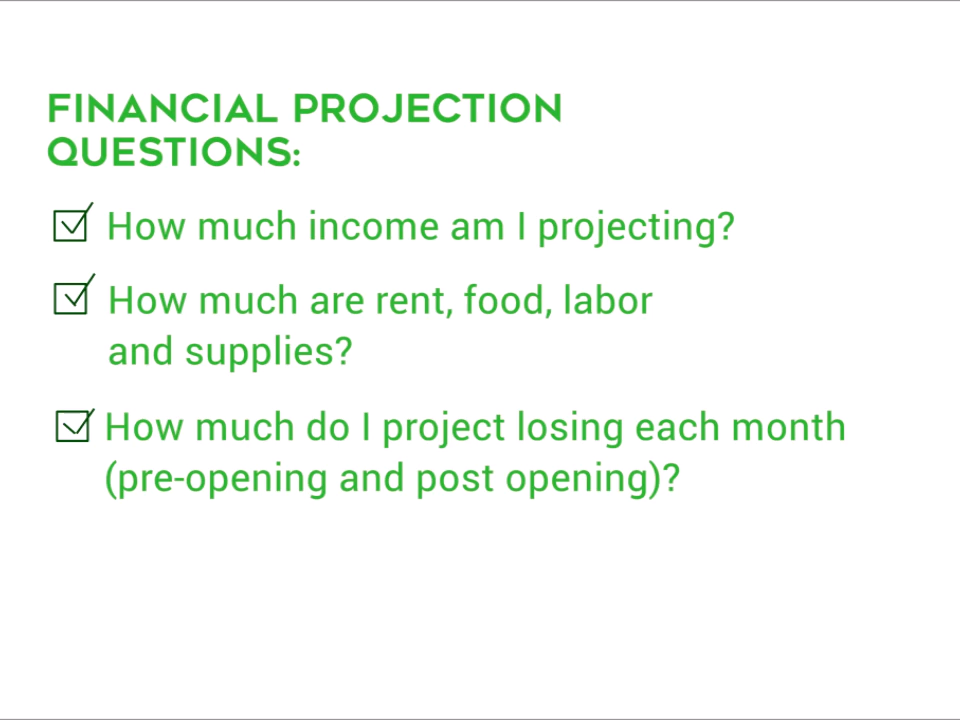 FINANCIAL PROJECTION
QUESTIONS:
How much income am I projecting?
How much are rent, food, labor
and supplies?
How much do I project losing each month
(pre-opening and post opening)?